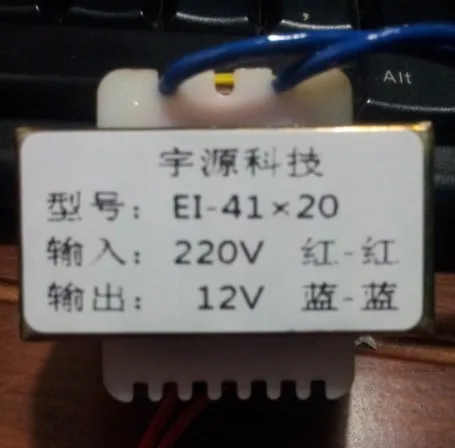 Alt
宇源科技
型号: EI-41×20
输入: 220V 红-红
输出: 12V 蓝-蓝